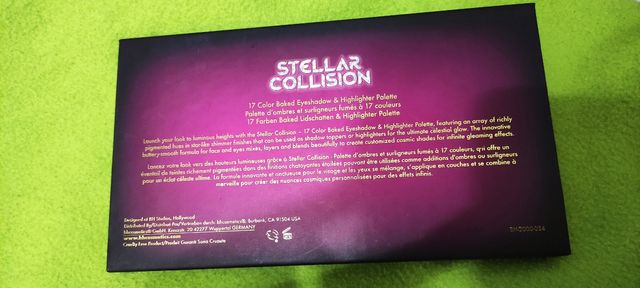 STELLAR
COLLISION
17 Color Baked Eyeshadow & Highlighter Palette
Palette d'ombres et surligneurs fumés à 17 couleurs
17 Farben Baked Lidschatten & Highlighter Palette
Launch your look to luminous heights with the Stellar Collision - 17 Color Baked Eyeshadow & Highlighter Palette, featuring an array of richly
pigmented hues in star-like shimmer finishes that can be used as shadow toppers or highlighters for the ultimate celestial glow. The innovative
buttery-smooth formula for face and eyes mixes, layers and blends beautifully to create customized cosmic shades for infinite gleaming effects.
Lancez votre look vers des hauteurs lumineuses grâce à Stellar Collision - Palette d'ombres et surligneurs fumés à 17 couleurs, qui offre un
éventail de teintes richement pigmentées dans des finitions chatoyantes étoilées pouvant être utilisées comme additions d'ombres ou surligneurs
pour un éclat céleste ultime. La formule innovante et onctueuse pour le visage et les yeux se mélange, s'applique en couches et se combine à
merveille pour créer des nuances cosmiques personnalisées pour des effets infinis.
Designed at BH Studios, Hollywood
Distributed By/Distribué Par/Vertrieben durch: bhcosmetics®, Burbank, CA 91504 USA
bhcosmetics® GmbH, 20 42277 Wuppertal GERMANY
www.bhcosmetics.com
Cruelty Free Product/Produit Garanti Sans Cruauté